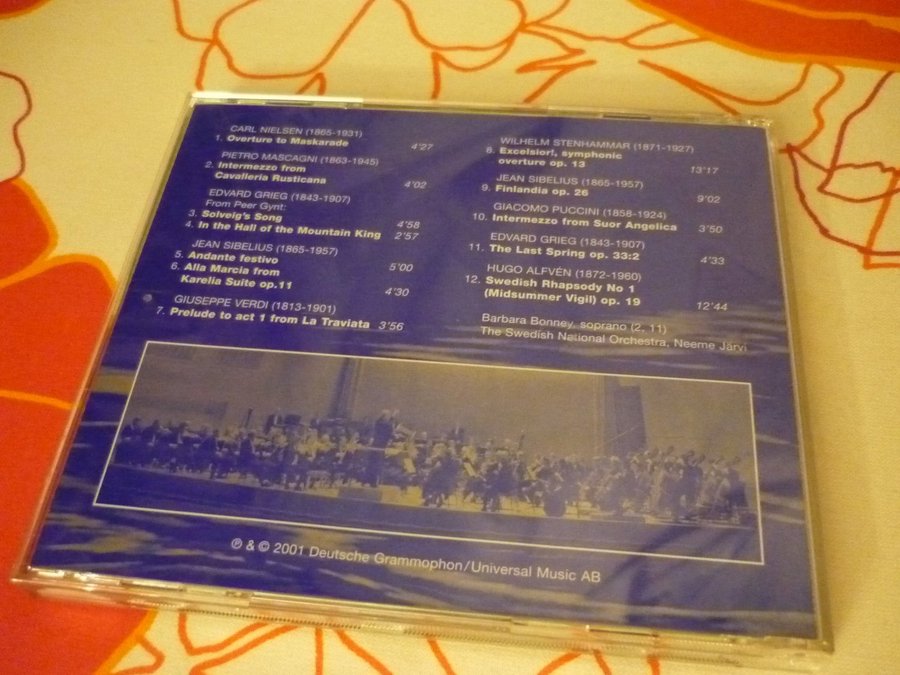 CARL NIELSEN (1865-1931)
1. Overture to Maskarade 4'27
PIETRO MASCAGNI (1863-1945)
2. Intermezzo from
Cavalleria Rusticana 4'02
EDVARD GRIEG (1843-1907)
From Peer Gynt:
3. Solveig's Song 4'58
4. In the Hall of the Mountain King 2'57
JEAN SIBELIUS (1865-1957)
5. Andante festivo 5'00
6. Alla Marcia from
Karelia Suite op.11 4'30
GIUSEPPE VERDI (1813-1901)
7. Prelude to act 1 from La Traviata 3'56
WILHELM STENHAMMAR (1871-1927)
8. Excelsior!, symphonic
overture op. 13 13'17
JEAN SIBELIUS (1865-1957)
9. Finlandia op. 26 9'02
GIACOMO PUCCINI (1858-1924)
10. Intermezzo from Suor Angelica 3'50
EDVARD GRIEG (1843-1907)
11. The Last Spring op. 33:2 4'33
HUGO ALFVÉN (1872-1960)
12. Swedish Rhapsody No 1
(Midsummer Vigil) op. 19 12'44
Barbara Bonney, soprano (2, 11)
The Swedish National Orchestra, Neeme Järvi
℗ & © 2001 Deutsche Grammophon/Universal Music AB